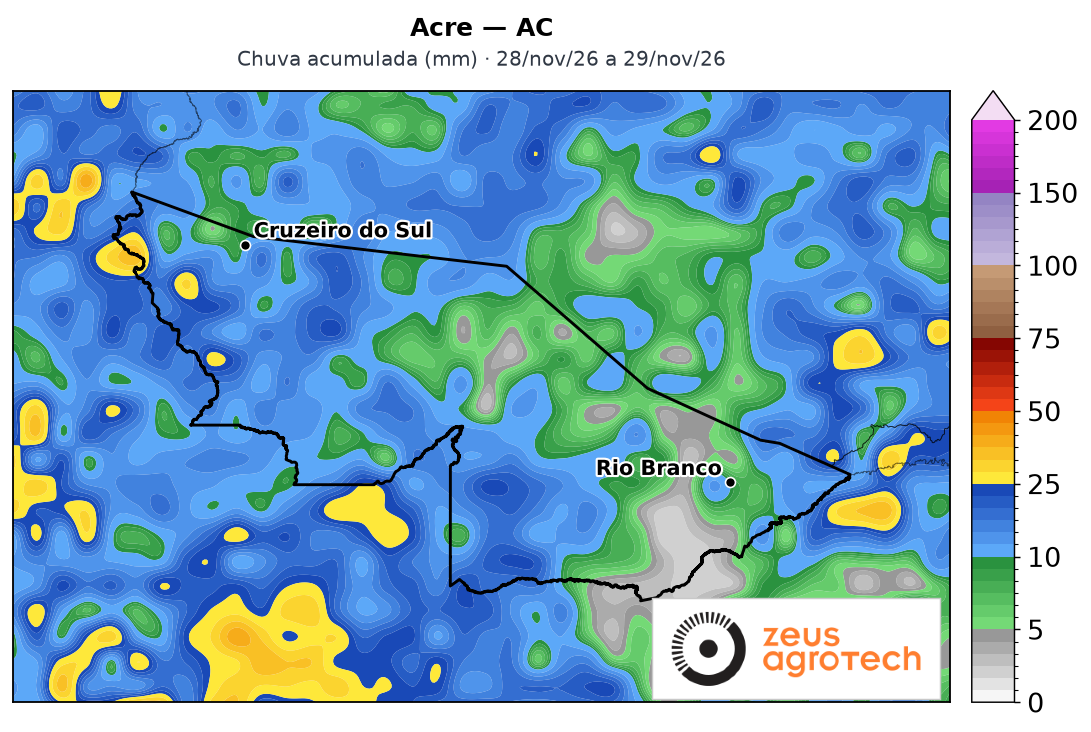 Acre — AC
Chuva acumulada (mm) · 28/nov/26 a 29/nov/26
200
150
100
75
50
25
10
5
0
Cruzeiro do Sul
Rio Branco
zeus
agrotech